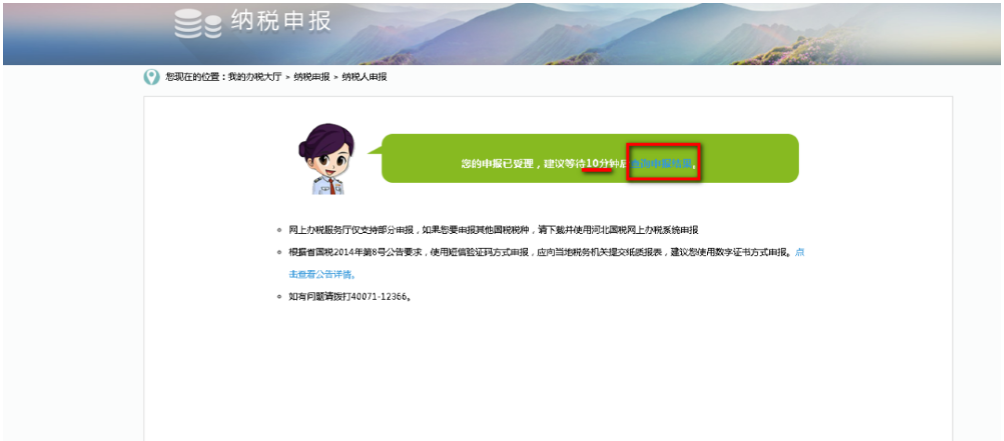 纳税申报
您现在的位置：我的办税大厅 > 纳税申报 > 纳税人申报
您的申报已受理，建议等待10分钟后查询申报结果。
网上办税服务厅仅支持部分申报，如果您要申报其他国税税种，请下载并使用河北国税网上办税系统申报
根据省国税2014年第8号公告要求，使用短信验证码方式申报，应向当地税务机关提交纸质报表，建议您使用数字证书方式申报。点
击查看公告详情。
如有问题请拨打40071-12366。